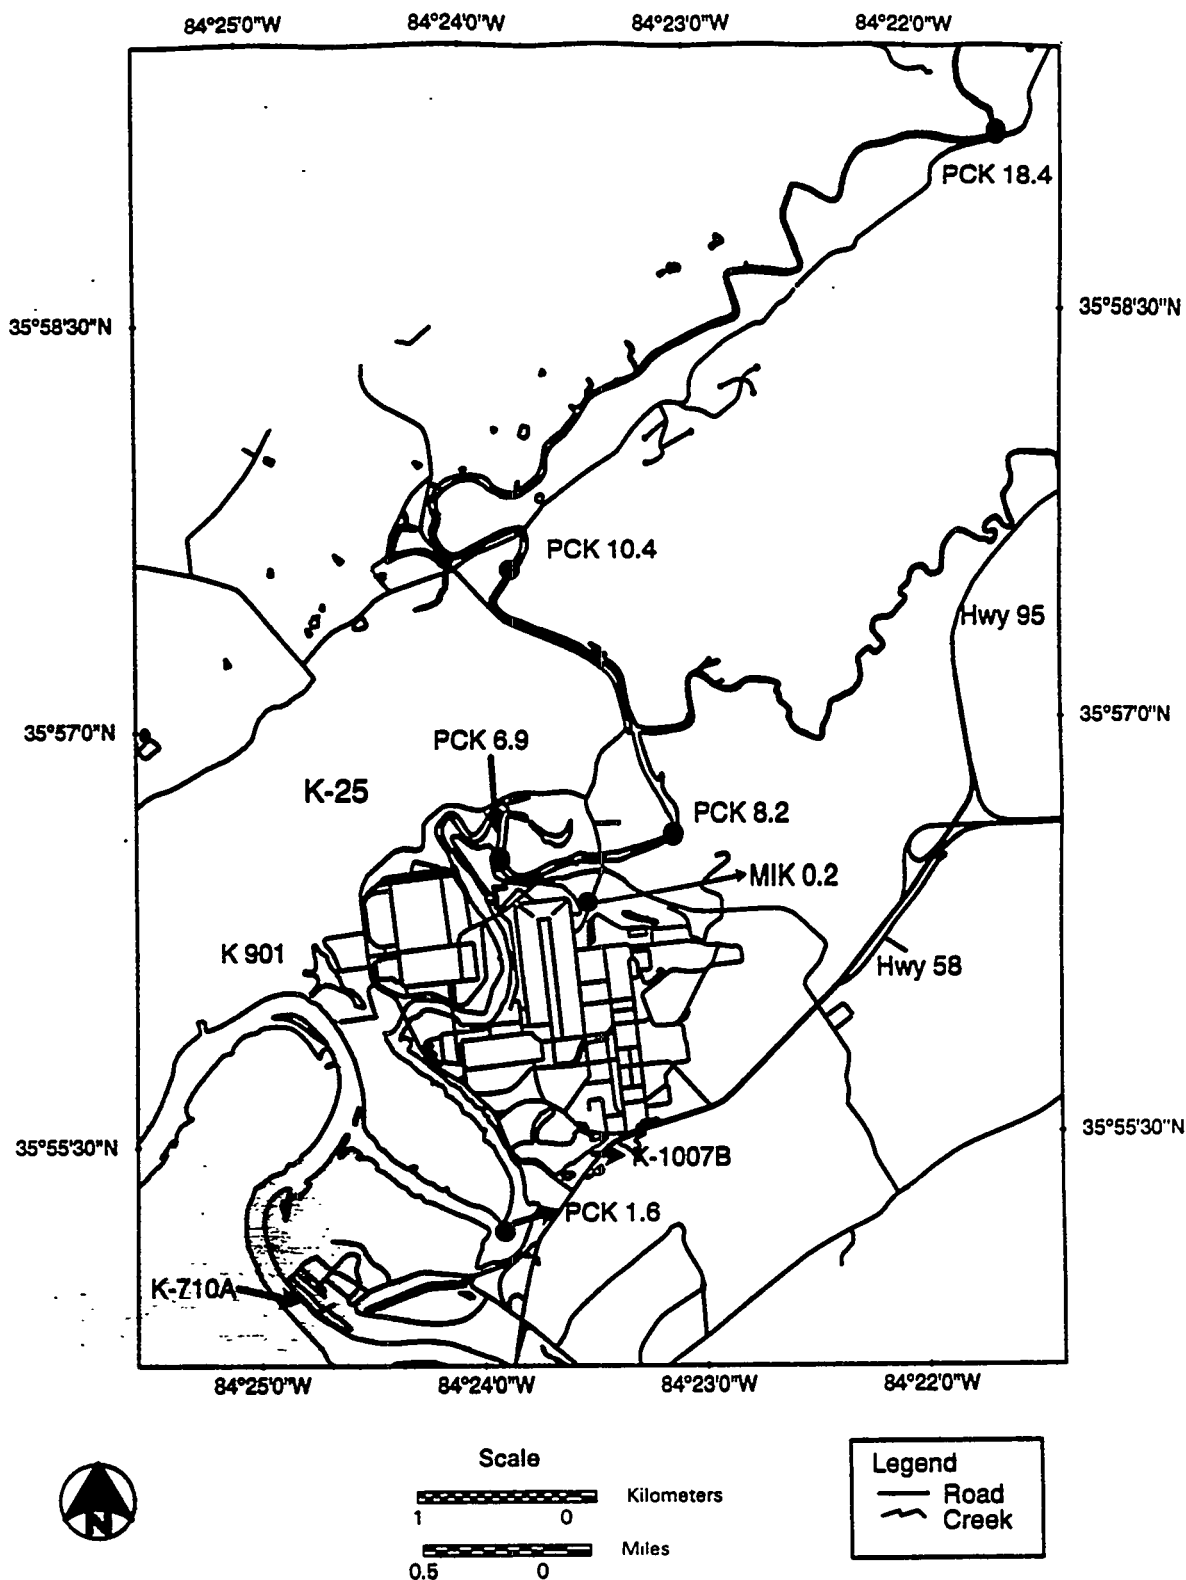 84°25'0"W 84°24'0"W 84°23'0"W 84°22'0"W
PCK 18.4
35°58'30"N 35°58'30"N
PCK 10.4
Hwy 95
35°57'0"N 35°57'0"N
PCK 6.9
K-25
PCK 8.2
MIK 0.2
K 901
Hwy 58
35°55'30"N 35°55'30"N
K-1007B
PCK 1.6
K-710A
84°25'0"W 84°24'0"W 84°23'0"W 84°22'0"W
Scale
Kilometers
1 0
Miles
0.5 0
N
Legend
Road
Creek